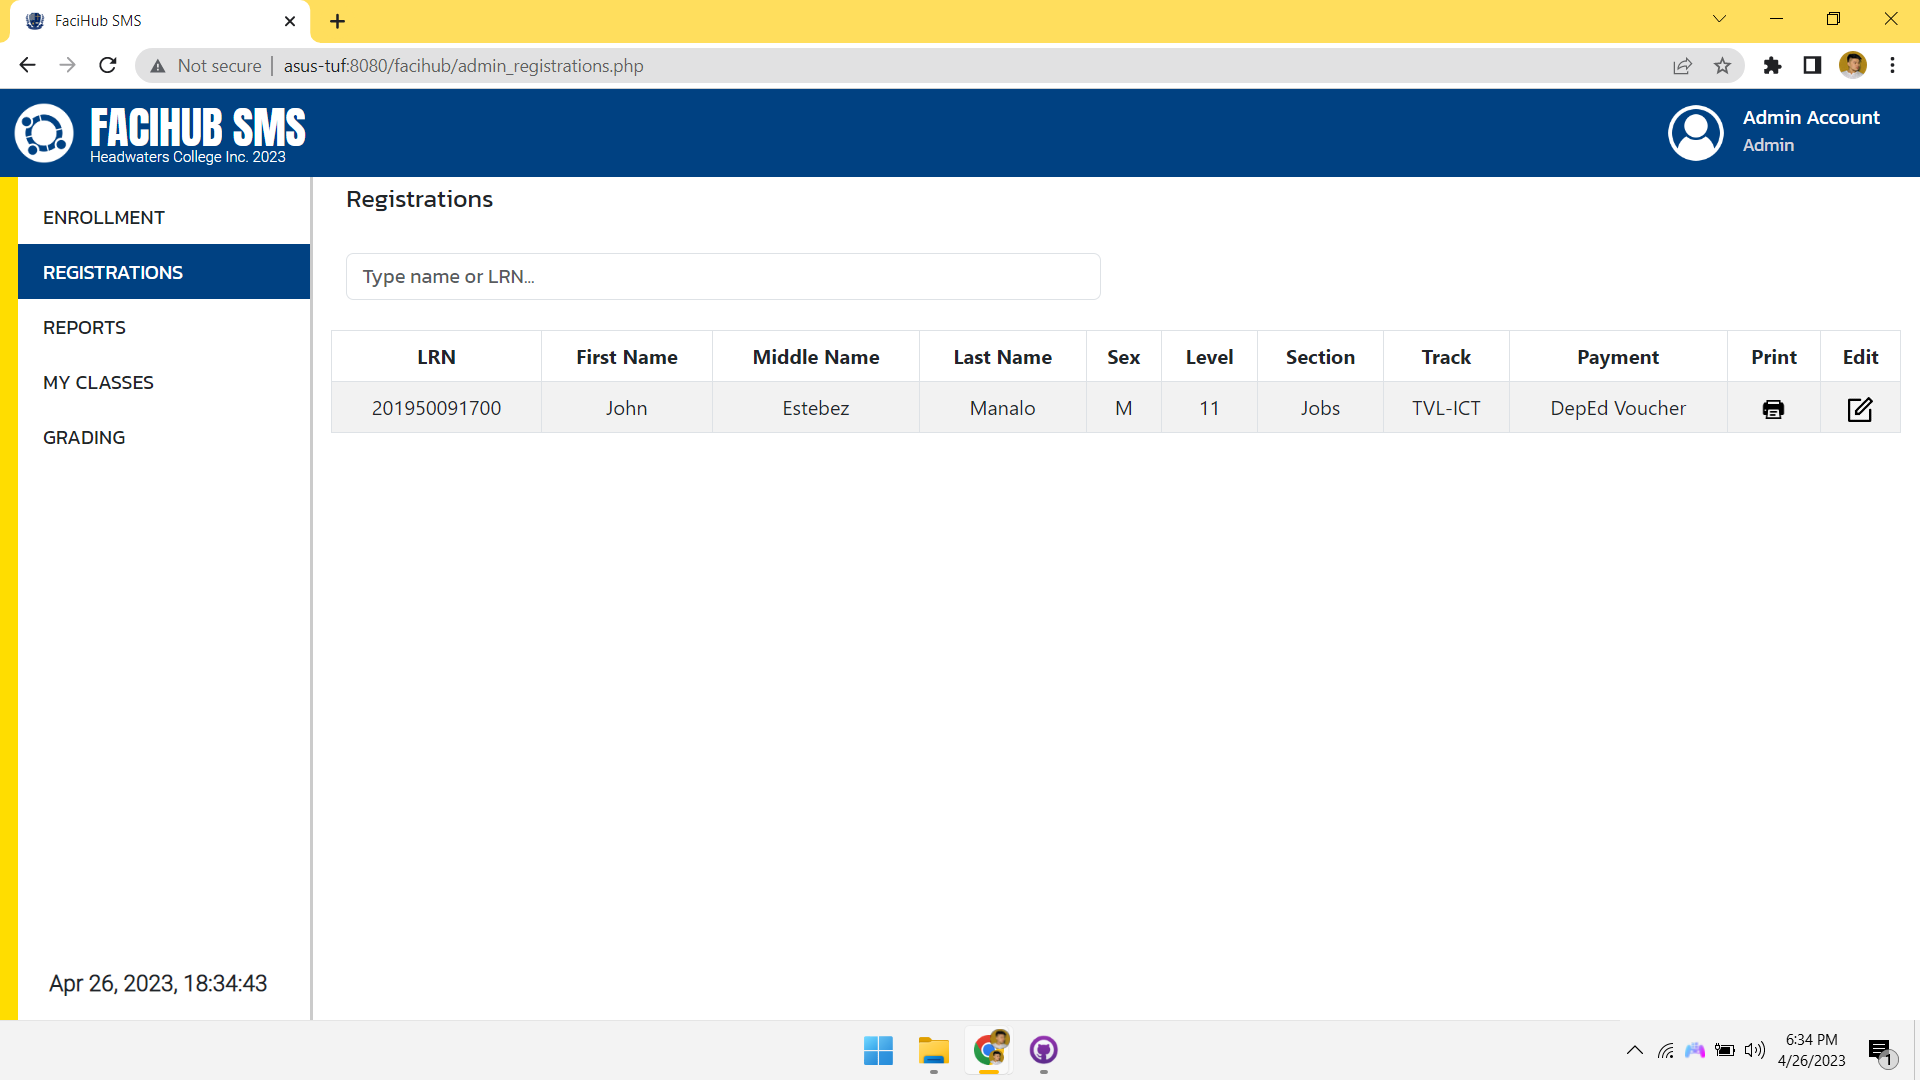 FaciHub SMS
Not secure
asus-tuf:8080/facihub/admin_registrations.php
FACIHUB SMS
Headwaters College Inc. 2023
Admin Account
Admin
ENROLLMENT
REGISTRATIONS
REPORTS
MY CLASSES
GRADING
Apr 26, 2023, 18:34:43
Registrations
Type name or LRN...
LRN First Name Middle Name Last Name Sex Level Section Track Payment Print Edit
201950091700 John Estebez Manalo M 11 Jobs TVL-ICT DepEd Voucher
6:34 PM
4/26/2023
1